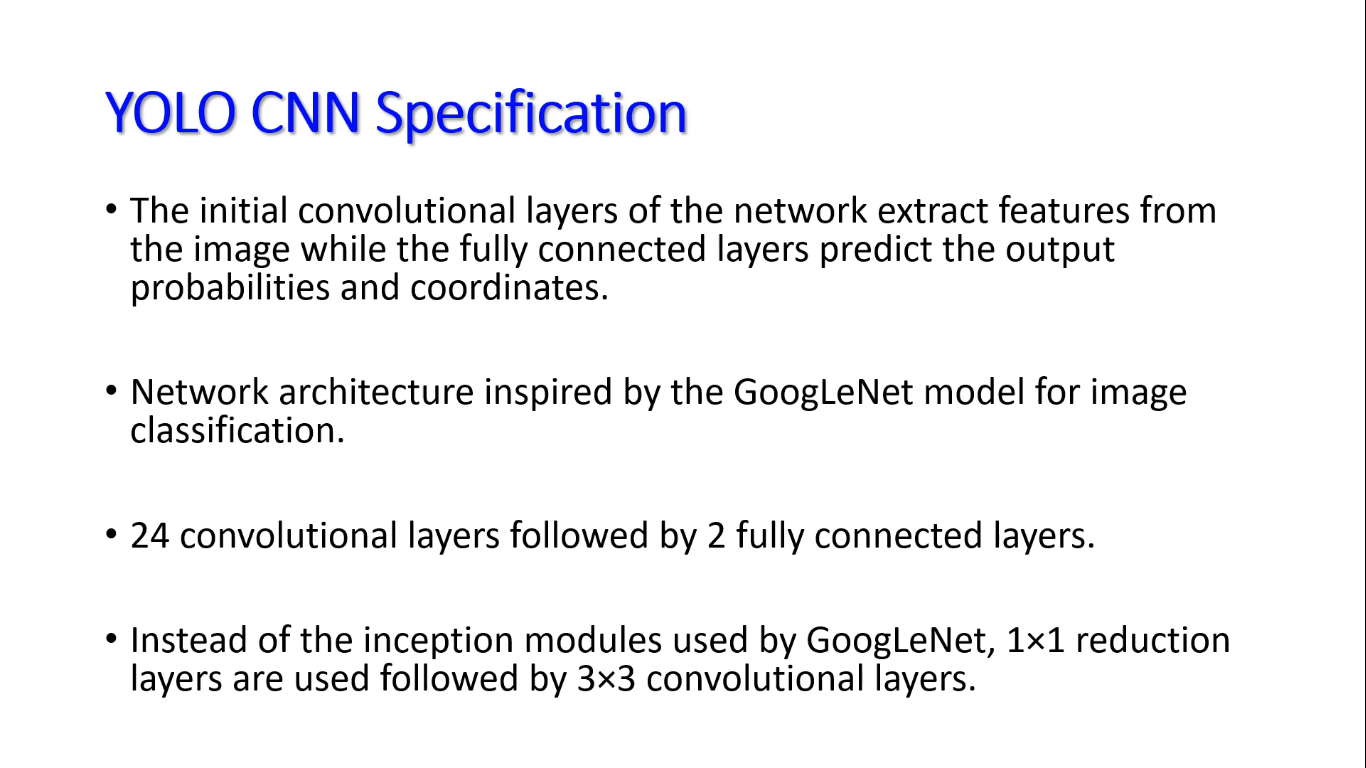 YOLO CNN Specification
• The initial convolutional layers of the network extract features from
the image while the fully connected layers predict the output
probabilities and coordinates.
• Network architecture inspired by the GoogLeNet model for image
classification.
• 24 convolutional layers followed by 2 fully connected layers.
• Instead of the inception modules used by GoogLeNet, 1×1 reduction
layers are used followed by 3×3 convolutional layers.